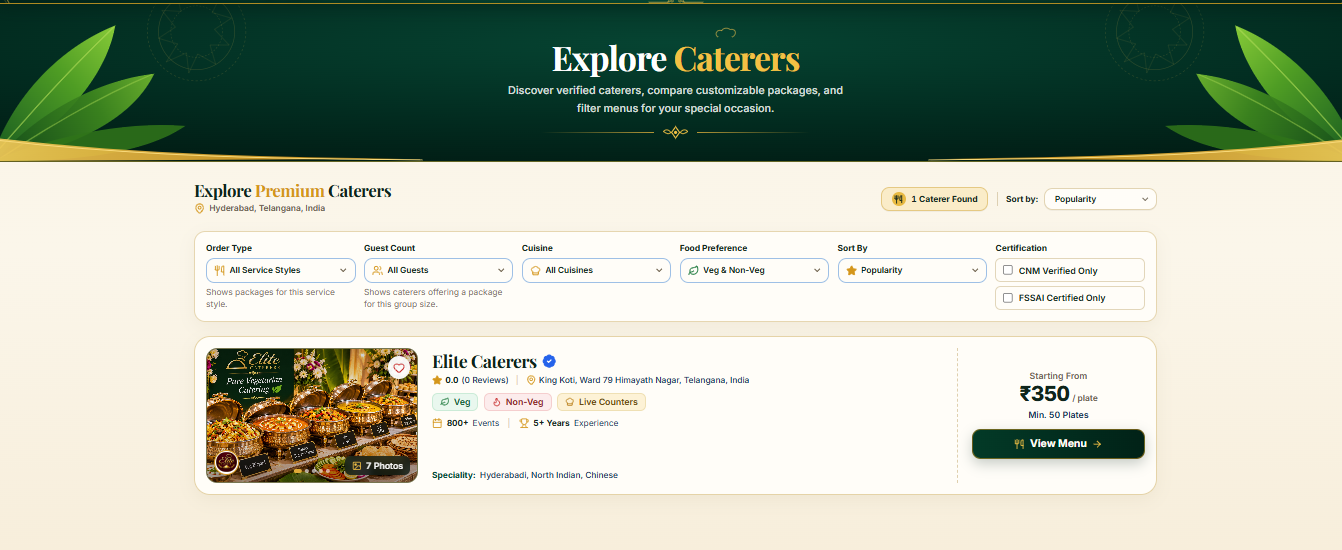 Explore Caterers
Discover verified caterers, compare customizable packages, and
filter menus for your special occasion.
Explore Premium Caterers
Hyderabad, Telangana, India
1 Caterer Found
Sort by:
Popularity
Order Type
Guest Count
Cuisine
Food Preference
Sort By
Certification
All Service Styles
All Guests
All Cuisines
Veg & Non-Veg
Popularity
CNM Verified Only
Shows packages for this service
style.
Shows caterers offering a package
for this group size.
FSSAI Certified Only
Elite
CATERERS
Pure Vegetarian
Catering
7 Photos
Elite Caterers
0.0 (0 Reviews)
King Koti, Ward 79 Himayath Nagar, Telangana, India
Veg
Non-Veg
Live Counters
800+ Events
5+ Years Experience
Speciality: Hyderabadi, North Indian, Chinese
Starting From
₹350 / plate
Min. 50 Plates
View Menu